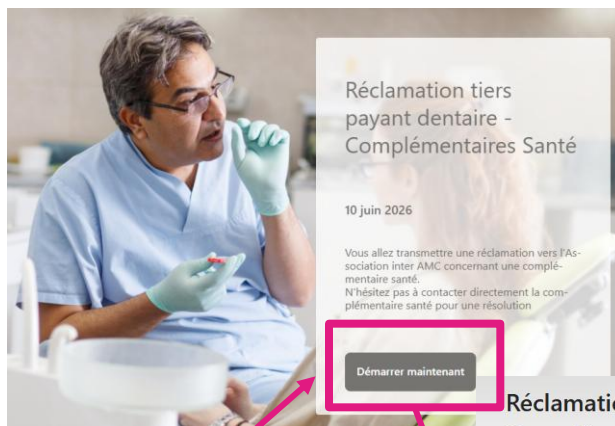 Réclamation tiers
payant dentaire -
Complémentaires Santé
10 juin 2026
Vous allez transmettre une réclamation vers l'As-
sociation inter AMC concernant une complé-
mentaire santé.
N'hésitez pas à contacter directement la com-
plémentaire santé pour une résolution
Démarrer maintenant